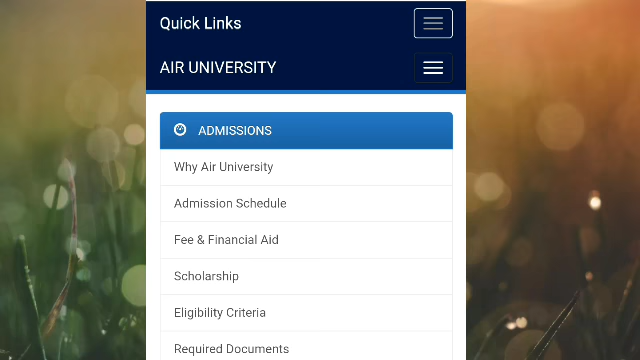 Quick Links
AIR UNIVERSITY
ADMISSIONS
Why Air University
Admission Schedule
Fee & Financial Aid
Scholarship
Eligibility Criteria
Required Documents